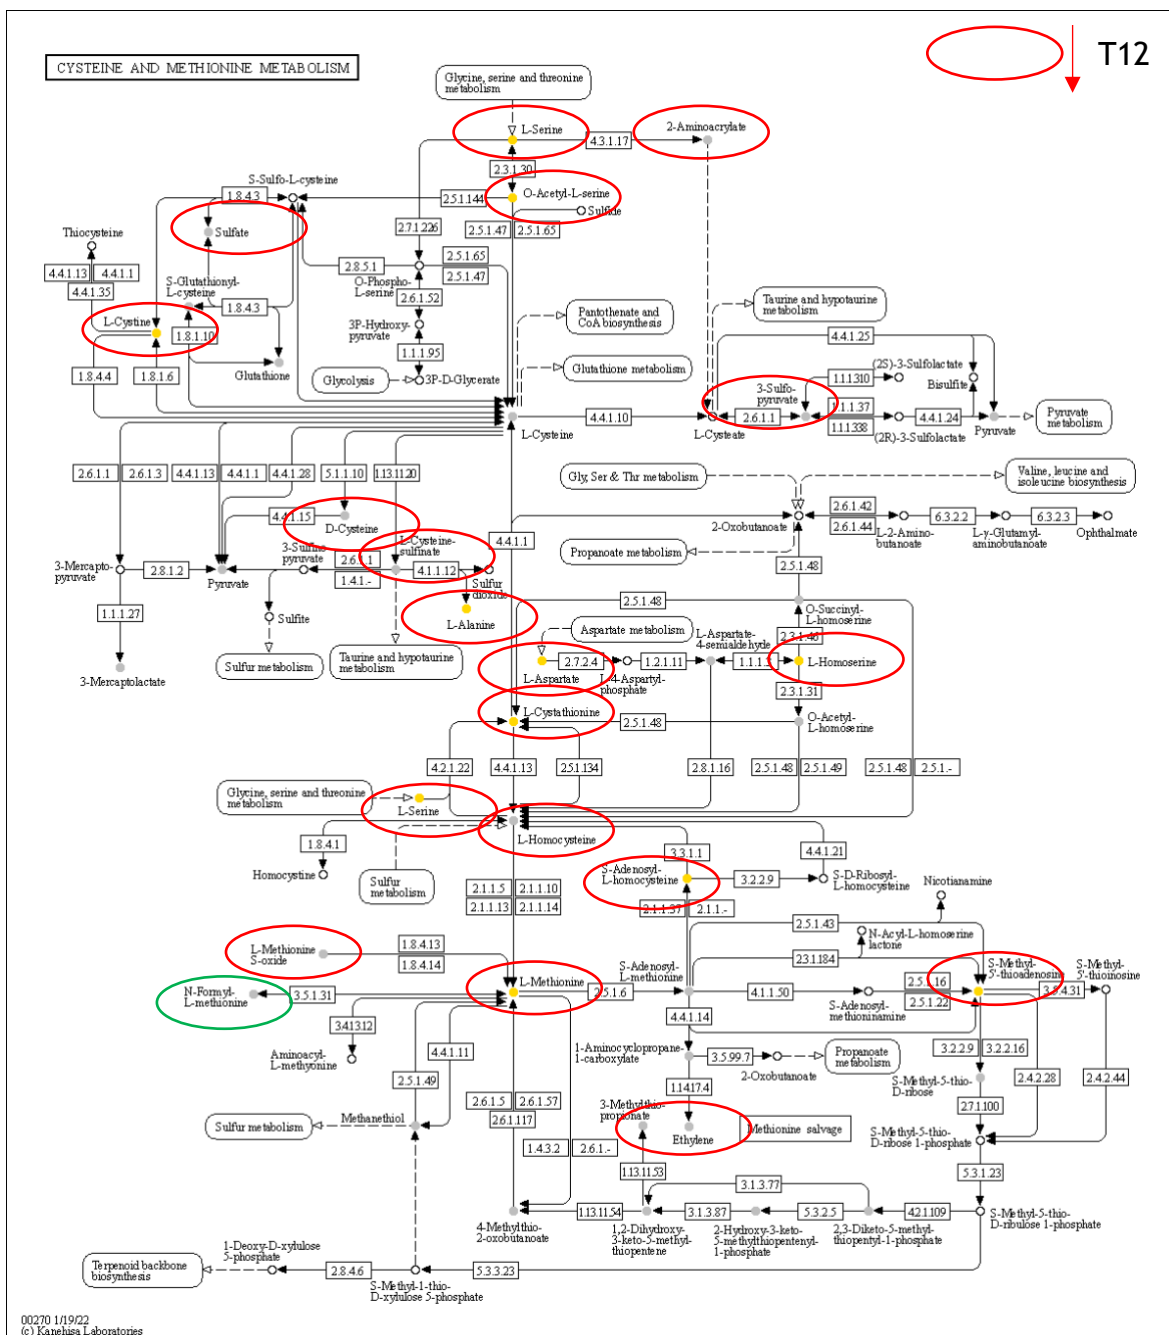 T12
CYSTEINE AND METHIONINE METABOLISM
Glycine, serine and threonine
metabolism
L-Serine
4.3.1.17
2-Aminoacrylate
2.3.1.30
S-Sulfo-L-cysteine
1.8.4.3
2.5.1.144
O-Acetyl-L-serine
Sulfide
Sulfate
2.7.1.226
2.5.1.47
2.5.1.65
Thiocysteine
4.4.1.13
4.4.1.1
4.4.1.35
S-Glutathionyl-
L-cysteine
2.8.5.1
2.5.1.65
2.5.1.47
O-Phospho-
L-serine
2.6.1.52
1.8.4.3
Pantothenate and
CoA biosynthesis
Taurine and hypotaurine
metabolism
L-Cystine
1.8.1.10
3P-Hydroxy-
pyruvate
1.1.1.95
4.4.1.25
(2S)-3-Sulfolactate
Bisulfite
1.8.4.4
1.8.1.6
Glutathione
Glycolysis
3P-D-Glycerate
Glutathione metabolism
1.1.1.310
3-Sulfo-
pyruvate
L-Cysteine
4.4.1.10
L-Cysteate
2.6.1.1
1.1.1.37
1.1.1.338
(2R)-3-Sulfolactate
4.4.1.24
Pyruvate
Pyruvate
metabolism
2.6.1.1
2.6.1.3
4.4.1.13
4.4.1.1
4.4.1.28
5.1.1.10
1.13.11.20
Gly, Ser & Thr metabolism
Valine, leucine and
isoleucine biosynthesis
4.4.1.15
D-Cysteine
4.4.1.1
2-Oxobutanoate
2.6.1.42
2.6.1.44
L-2-Amino-
butanoate
6.3.2.2
L-γ-Glutamyl-
aminobutanoate
6.3.2.3
Ophthalmate
Propanoate metabolism
3-Mercapto-
pyruvate
2.8.1.2
Pyruvate
3-Sulfino-
pyruvate
2.6.1.1
1.4.1.-
L-Cysteine-
sulfinate
4.1.1.12
Sulfur
dioxide
2.5.1.48
1.1.1.27
Sulfite
L-Alanine
2.5.1.48
O-Succinyl-
L-homoserine
3-Mercaptolactate
Sulfur metabolism
Taurine and hypotaurine
metabolism
Aspartate metabolism
L-Aspartate-
4-semialdehyde
2.3.1.46
L-Aspartate
2.7.2.4
L-4-Aspartyl-
phosphate
1.2.1.11
1.1.1.3
L-Homoserine
2.3.1.31
L-Cystathionine
2.5.1.48
O-Acetyl-
L-homoserine
4.2.1.22
4.4.1.13
2.5.1.134
2.8.1.16
2.5.1.48
2.5.1.49
2.5.1.48
2.5.1.-
Glycine, serine and threonine
metabolism
L-Serine
L-Homocysteine
1.8.4.1
Homocystine
Sulfur
metabolism
3.3.1.1
4.4.1.21
S-Adenosyl-
L-homocysteine
3.2.2.9
S-D-Ribosyl-
L-homocysteine
2.1.1.5
2.1.1.10
2.1.1.13
2.1.1.14
2.1.1.37
2.1.1.-
Nicotianamine
2.5.1.43
N-Acyl-L-homoserine
lactone
L-Methionine
S-oxide
1.8.4.13
1.8.4.14
2.3.1.184
N-Formyl-
L-methionine
3.5.1.31
L-Methionine
2.5.1.6
S-Adenosyl-
L-methionine
4.1.1.50
S-Adenosyl-
methioninamine
2.5.1.16
2.5.1.22
S-Methyl-
5'-thioadenosine
3.5.4.31
S-Methyl-
5'-thioinosine
3.4.13.12
Aminoacyl-
L-methyonine
4.4.1.11
4.4.1.14
1-Aminocyclopropane-
1-carboxylate
3.5.99.7
2-Oxobutanoate
Propanoate
metabolism
3.2.2.9
3.2.2.16
2.4.2.28
2.4.2.44
2.5.1.49
1.14.17.4
S-Methyl-5-thio-
D-ribose
2.7.1.100
Sulfur metabolism
Methanethiol
2.6.1.5
2.6.1.57
2.6.1.117
3-Methylthio-
propionate
Ethylene
Methionine salvage
S-Methyl-5-thio-
D-ribose 1-phosphate
1.4.3.2
2.6.1.-
1.13.11.53
3.1.3.77
5.3.1.23
4-Methylthio-
2-oxobutanoate
1.13.11.54
1,2-Dihydroxy-
3-keto-5-methyl-
thiopentene
3.1.3.87
2-Hydroxy-3-keto-
5-methylthiopentenyl-
1-phosphate
5.3.2.5
2,3-Diketo-5-methyl-
thiopentyl-1-phosphate
4.2.1.109
S-Methyl-5-thio-
D-ribulose 1-phosphate
Terpenoid backbone
biosynthesis
1-Deoxy-D-xylulose
5-phosphate
2.8.4.6
S-Methyl-1-thio-
D-xylulose 5-phosphate
5.3.3.23
00270 1/19/22
(c) Kanehisa Laboratories